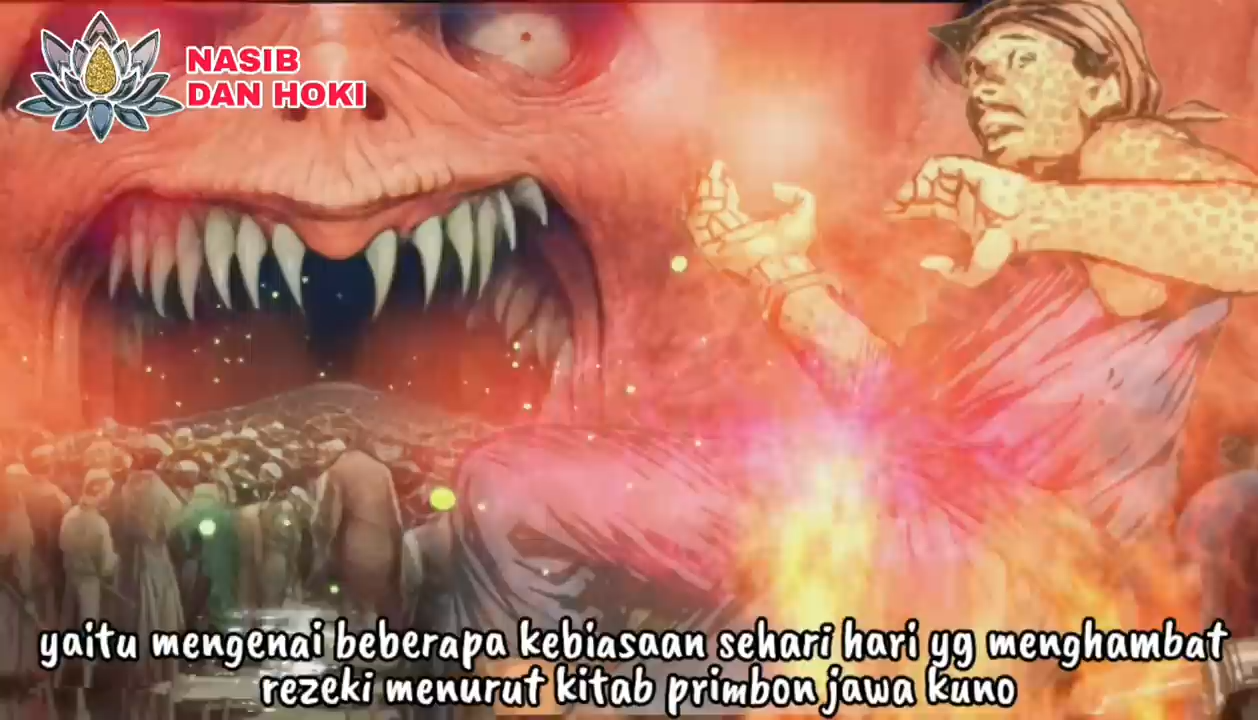 NASIB
DAN HOKI
yaitu mengenai beberapa kebiasaan sehari hari yg menghambat
rezeki menurut kitab primbon jawa kuno